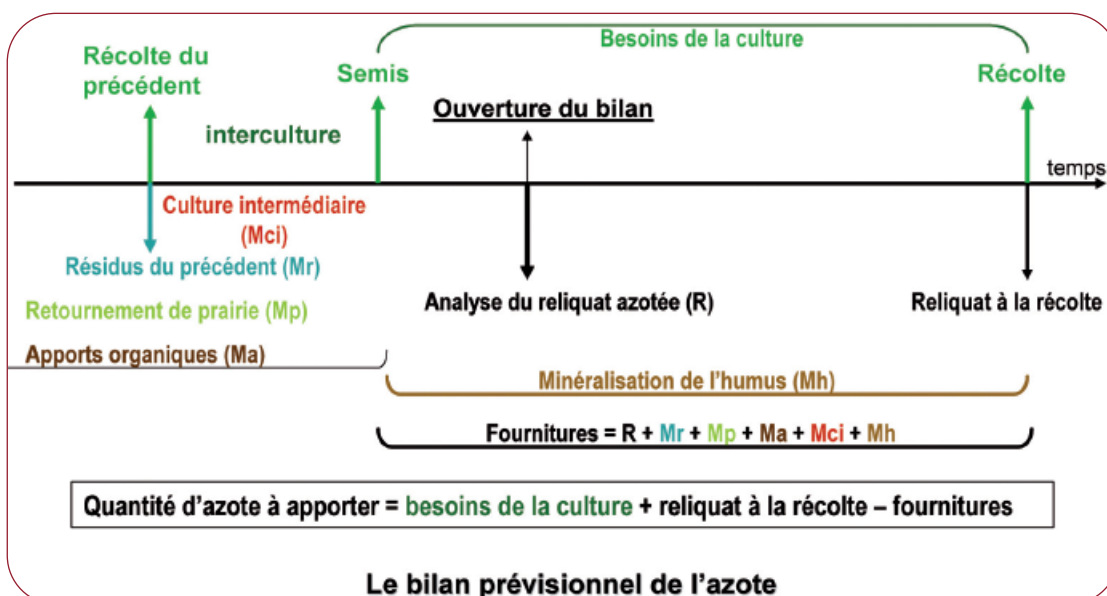 Besoins de la culture
Récolte du
précédent
Semis
Récolte
Ouverture du bilan
interculture
temps
Culture intermédiaire
(Mci)
Résidus du précédent (Mr)
Analyse du reliquat azotée (R)
Reliquat à la récolte
Retournement de prairie (Mp)
Apports organiques (Ma)
Minéralisation de l'humus (Mh)
Fournitures = R + Mr + Mp + Ma + Mci + Mh
Quantité d'azote à apporter = besoins de la culture + reliquat à la récolte – fournitures
Le bilan prévisionnel de l'azote